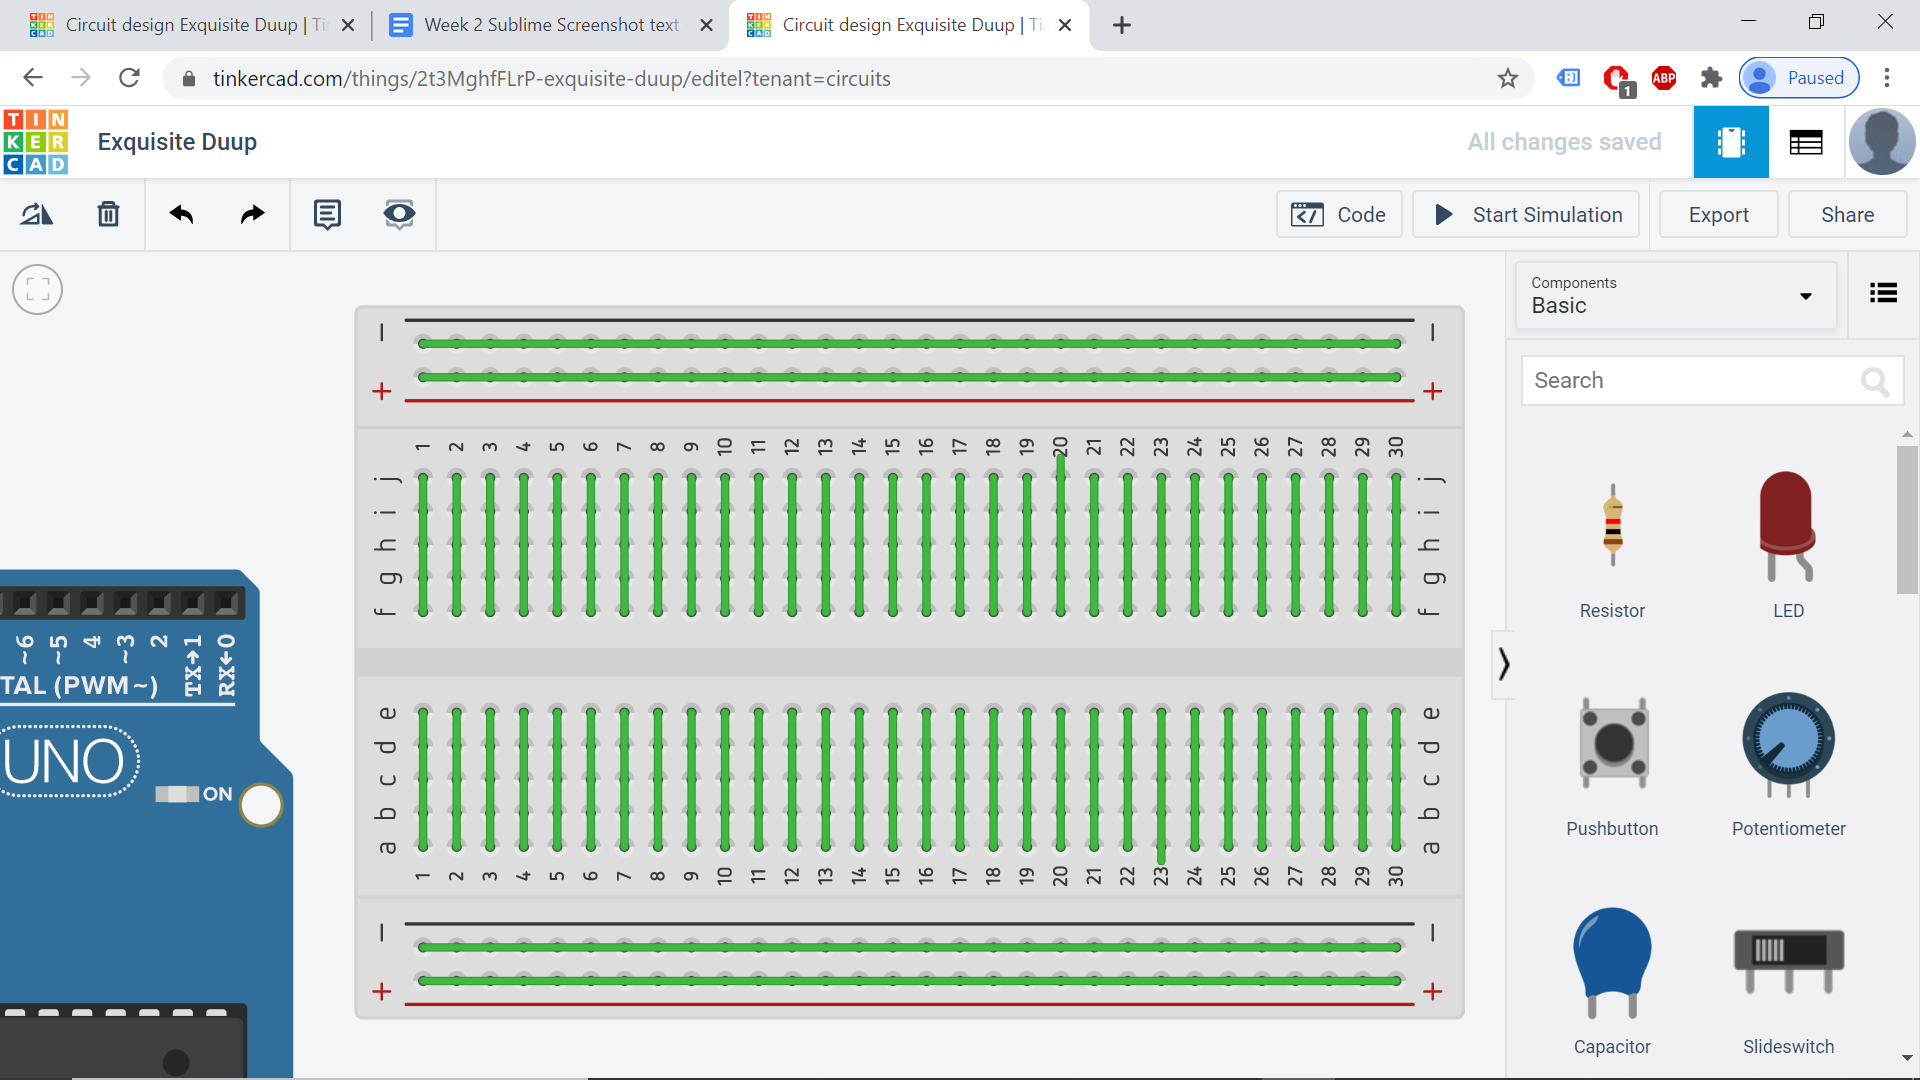 Circuit design Exquisite Duup | Ti
Week 2 Sublime Screenshot text
Circuit design Exquisite Duup | Ti
tinkercad.com/things/2t3MghfFLrP-exquisite-duup/editel?tenant=circuits
1
ABP
Paused
TIN
KER
CAD
Exquisite Duup
All changes saved
Code
Start Simulation
Export
Share
Components
Basic
Search
Resistor
LED
Pushbutton
Potentiometer
Capacitor
Slideswitch
— —
+ +
1 2 3 4 5 6 7 8 9 10 11 12 13 14 15 16 17 18 19 20 21 22 23 24 25 26 27 28 29 30
j j
i i
h h
g g
f f
e e
d d
c c
b b
a a
1 2 3 4 5 6 7 8 9 10 11 12 13 14 15 16 17 18 19 20 21 22 23 24 25 26 27 28 29 30
— —
+ +
~6 ~5 4 ~3 2 TX→1 RX←0
TAL (PWM~)
UNO
ON